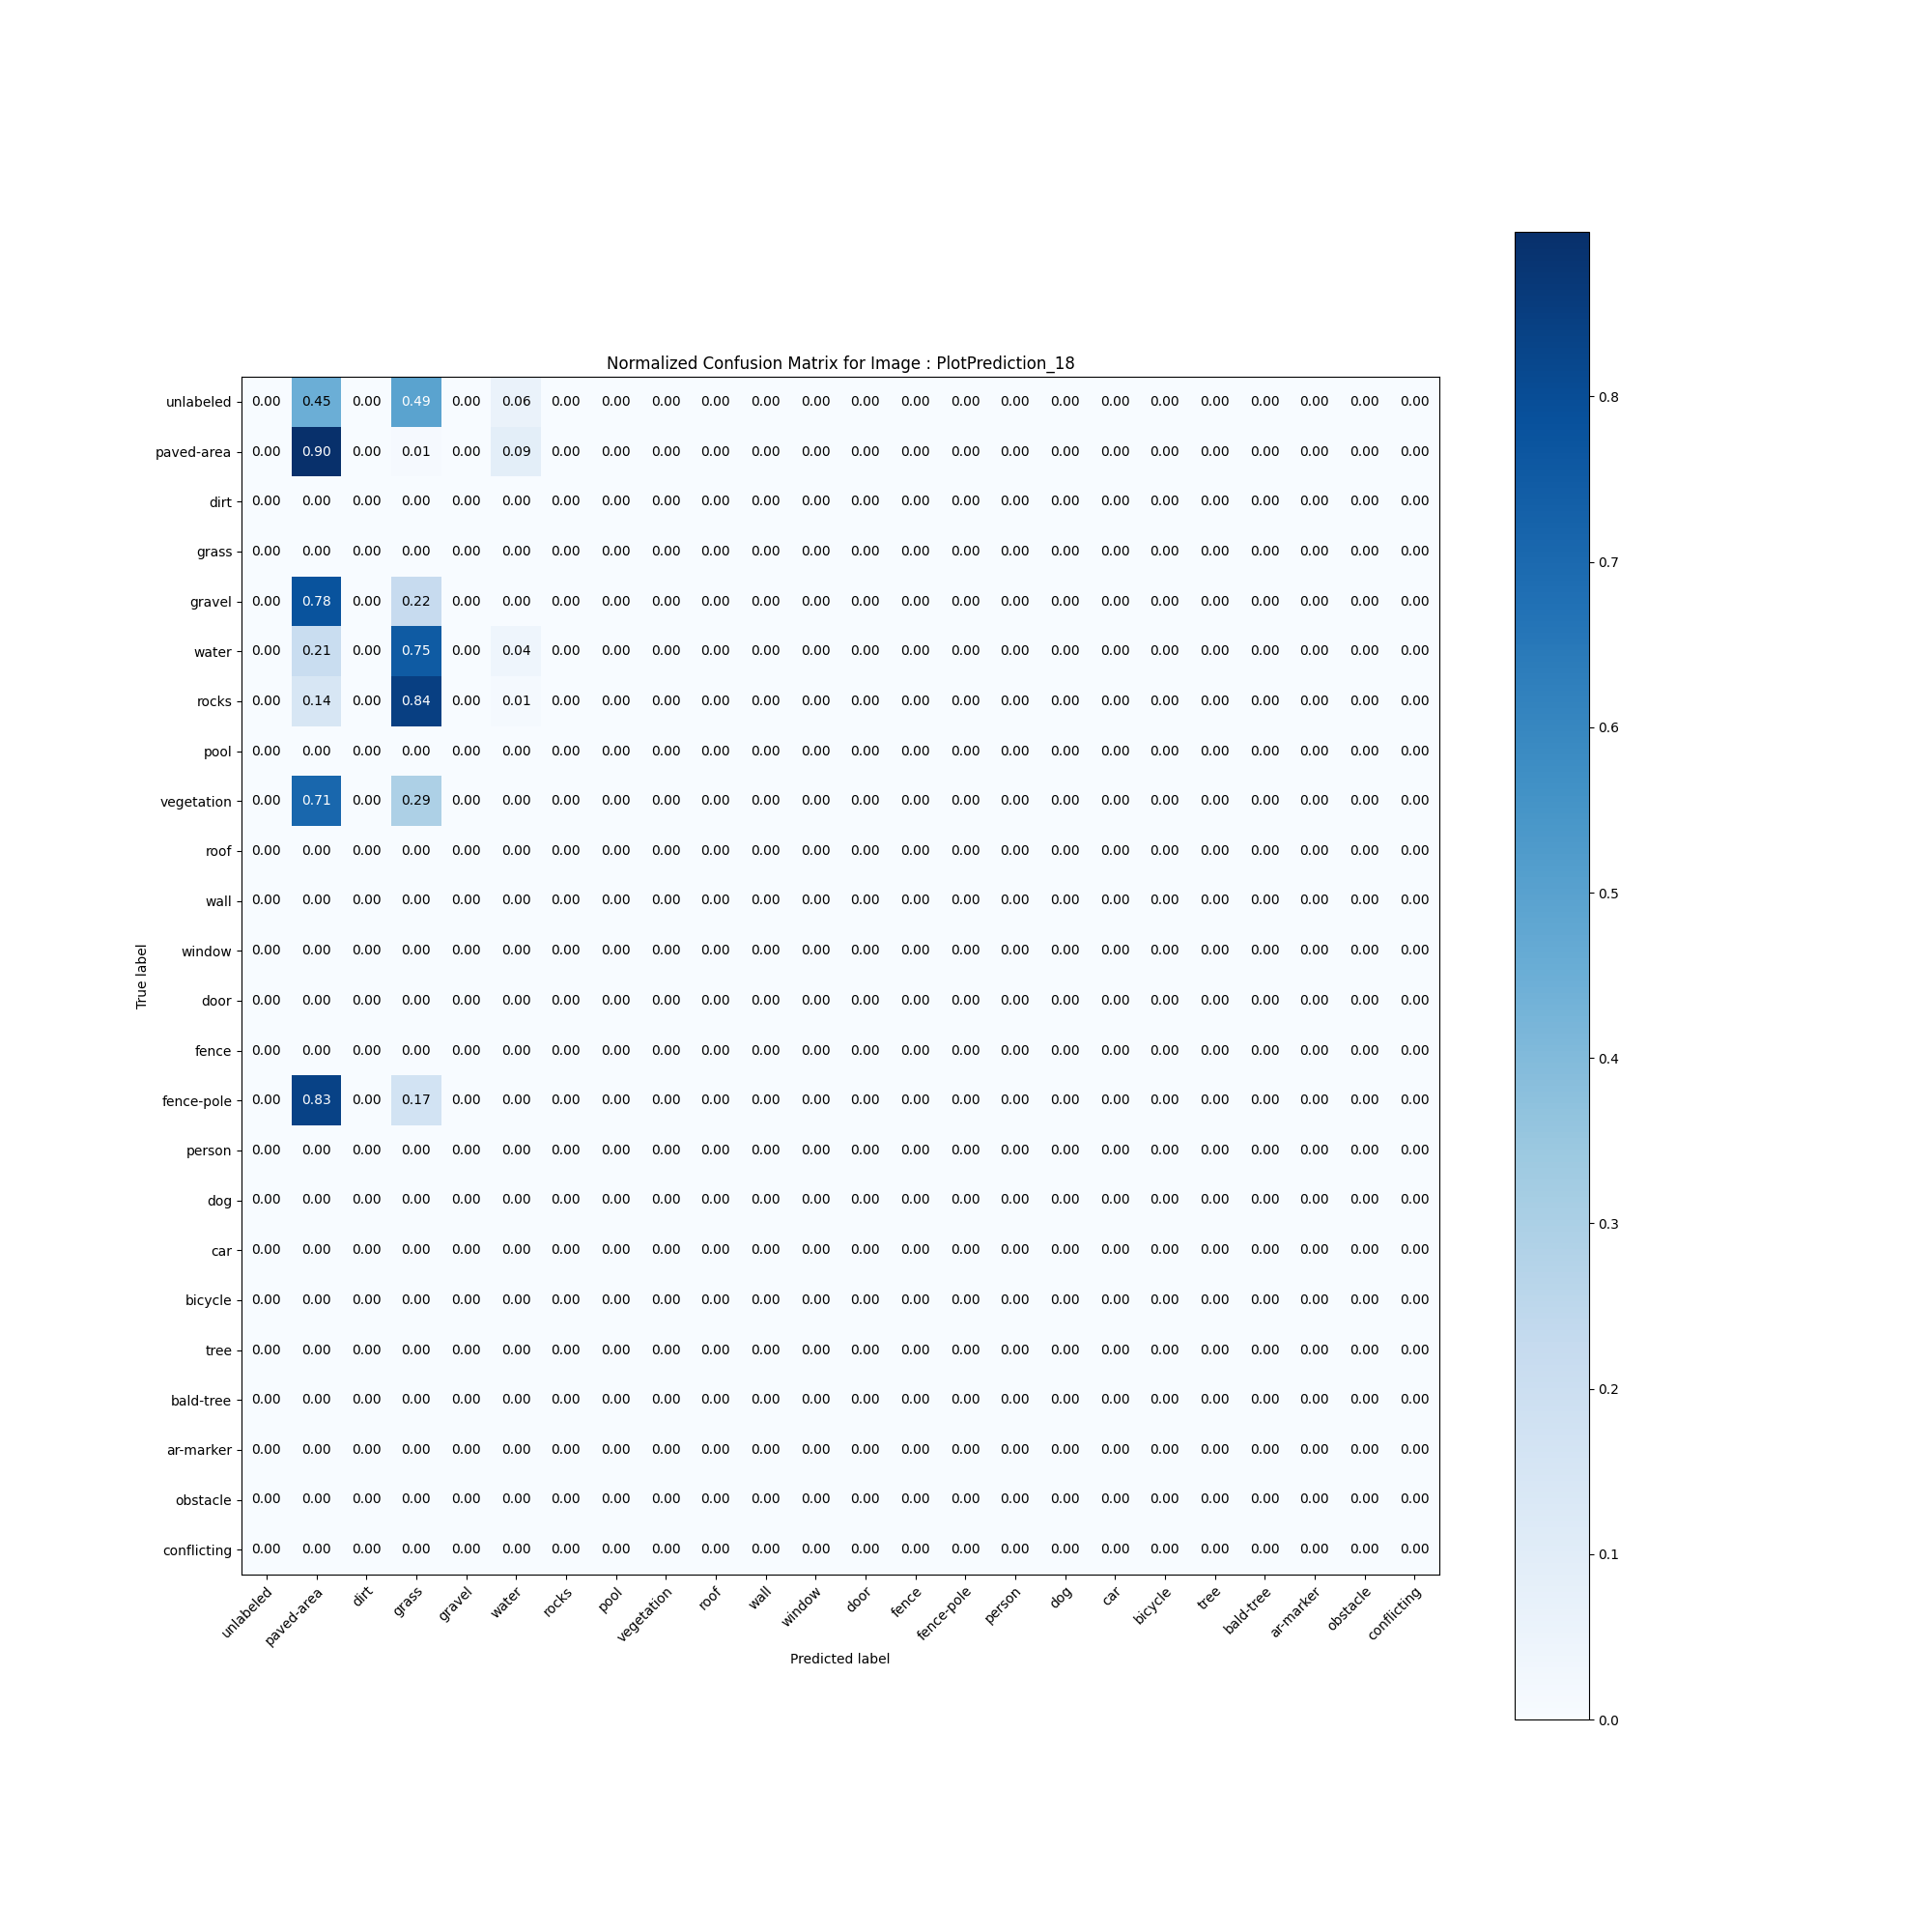 Normalized Confusion Matrix for Image : PlotPrediction_18
unlabeled 0.00 0.45 0.00 0.49 0.00 0.06 0.00 0.00 0.00 0.00 0.00 0.00 0.00 0.00 0.00 0.00 0.00 0.00 0.00 0.00 0.00 0.00 0.00 0.00
paved-area 0.00 0.90 0.00 0.01 0.00 0.09 0.00 0.00 0.00 0.00 0.00 0.00 0.00 0.00 0.00 0.00 0.00 0.00 0.00 0.00 0.00 0.00 0.00 0.00
dirt 0.00 0.00 0.00 0.00 0.00 0.00 0.00 0.00 0.00 0.00 0.00 0.00 0.00 0.00 0.00 0.00 0.00 0.00 0.00 0.00 0.00 0.00 0.00 0.00
grass 0.00 0.00 0.00 0.00 0.00 0.00 0.00 0.00 0.00 0.00 0.00 0.00 0.00 0.00 0.00 0.00 0.00 0.00 0.00 0.00 0.00 0.00 0.00 0.00
gravel 0.00 0.78 0.00 0.22 0.00 0.00 0.00 0.00 0.00 0.00 0.00 0.00 0.00 0.00 0.00 0.00 0.00 0.00 0.00 0.00 0.00 0.00 0.00 0.00
water 0.00 0.21 0.00 0.75 0.00 0.04 0.00 0.00 0.00 0.00 0.00 0.00 0.00 0.00 0.00 0.00 0.00 0.00 0.00 0.00 0.00 0.00 0.00 0.00
rocks 0.00 0.14 0.00 0.84 0.00 0.01 0.00 0.00 0.00 0.00 0.00 0.00 0.00 0.00 0.00 0.00 0.00 0.00 0.00 0.00 0.00 0.00 0.00 0.00
pool 0.00 0.00 0.00 0.00 0.00 0.00 0.00 0.00 0.00 0.00 0.00 0.00 0.00 0.00 0.00 0.00 0.00 0.00 0.00 0.00 0.00 0.00 0.00 0.00
vegetation 0.00 0.71 0.00 0.29 0.00 0.00 0.00 0.00 0.00 0.00 0.00 0.00 0.00 0.00 0.00 0.00 0.00 0.00 0.00 0.00 0.00 0.00 0.00 0.00
roof 0.00 0.00 0.00 0.00 0.00 0.00 0.00 0.00 0.00 0.00 0.00 0.00 0.00 0.00 0.00 0.00 0.00 0.00 0.00 0.00 0.00 0.00 0.00 0.00
wall 0.00 0.00 0.00 0.00 0.00 0.00 0.00 0.00 0.00 0.00 0.00 0.00 0.00 0.00 0.00 0.00 0.00 0.00 0.00 0.00 0.00 0.00 0.00 0.00
window 0.00 0.00 0.00 0.00 0.00 0.00 0.00 0.00 0.00 0.00 0.00 0.00 0.00 0.00 0.00 0.00 0.00 0.00 0.00 0.00 0.00 0.00 0.00 0.00
door 0.00 0.00 0.00 0.00 0.00 0.00 0.00 0.00 0.00 0.00 0.00 0.00 0.00 0.00 0.00 0.00 0.00 0.00 0.00 0.00 0.00 0.00 0.00 0.00
fence 0.00 0.00 0.00 0.00 0.00 0.00 0.00 0.00 0.00 0.00 0.00 0.00 0.00 0.00 0.00 0.00 0.00 0.00 0.00 0.00 0.00 0.00 0.00 0.00
fence-pole 0.00 0.83 0.00 0.17 0.00 0.00 0.00 0.00 0.00 0.00 0.00 0.00 0.00 0.00 0.00 0.00 0.00 0.00 0.00 0.00 0.00 0.00 0.00 0.00
person 0.00 0.00 0.00 0.00 0.00 0.00 0.00 0.00 0.00 0.00 0.00 0.00 0.00 0.00 0.00 0.00 0.00 0.00 0.00 0.00 0.00 0.00 0.00 0.00
dog 0.00 0.00 0.00 0.00 0.00 0.00 0.00 0.00 0.00 0.00 0.00 0.00 0.00 0.00 0.00 0.00 0.00 0.00 0.00 0.00 0.00 0.00 0.00 0.00
car 0.00 0.00 0.00 0.00 0.00 0.00 0.00 0.00 0.00 0.00 0.00 0.00 0.00 0.00 0.00 0.00 0.00 0.00 0.00 0.00 0.00 0.00 0.00 0.00
bicycle 0.00 0.00 0.00 0.00 0.00 0.00 0.00 0.00 0.00 0.00 0.00 0.00 0.00 0.00 0.00 0.00 0.00 0.00 0.00 0.00 0.00 0.00 0.00 0.00
tree 0.00 0.00 0.00 0.00 0.00 0.00 0.00 0.00 0.00 0.00 0.00 0.00 0.00 0.00 0.00 0.00 0.00 0.00 0.00 0.00 0.00 0.00 0.00 0.00
bald-tree 0.00 0.00 0.00 0.00 0.00 0.00 0.00 0.00 0.00 0.00 0.00 0.00 0.00 0.00 0.00 0.00 0.00 0.00 0.00 0.00 0.00 0.00 0.00 0.00
ar-marker 0.00 0.00 0.00 0.00 0.00 0.00 0.00 0.00 0.00 0.00 0.00 0.00 0.00 0.00 0.00 0.00 0.00 0.00 0.00 0.00 0.00 0.00 0.00 0.00
obstacle 0.00 0.00 0.00 0.00 0.00 0.00 0.00 0.00 0.00 0.00 0.00 0.00 0.00 0.00 0.00 0.00 0.00 0.00 0.00 0.00 0.00 0.00 0.00 0.00
conflicting 0.00 0.00 0.00 0.00 0.00 0.00 0.00 0.00 0.00 0.00 0.00 0.00 0.00 0.00 0.00 0.00 0.00 0.00 0.00 0.00 0.00 0.00 0.00 0.00
True label
unlabeled paved-area dirt grass gravel water rocks pool vegetation roof wall window door fence fence-pole person dog car bicycle tree bald-tree ar-marker obstacle conflicting
Predicted label
0.8
0.7
0.6
0.5
0.4
0.3
0.2
0.1
0.0